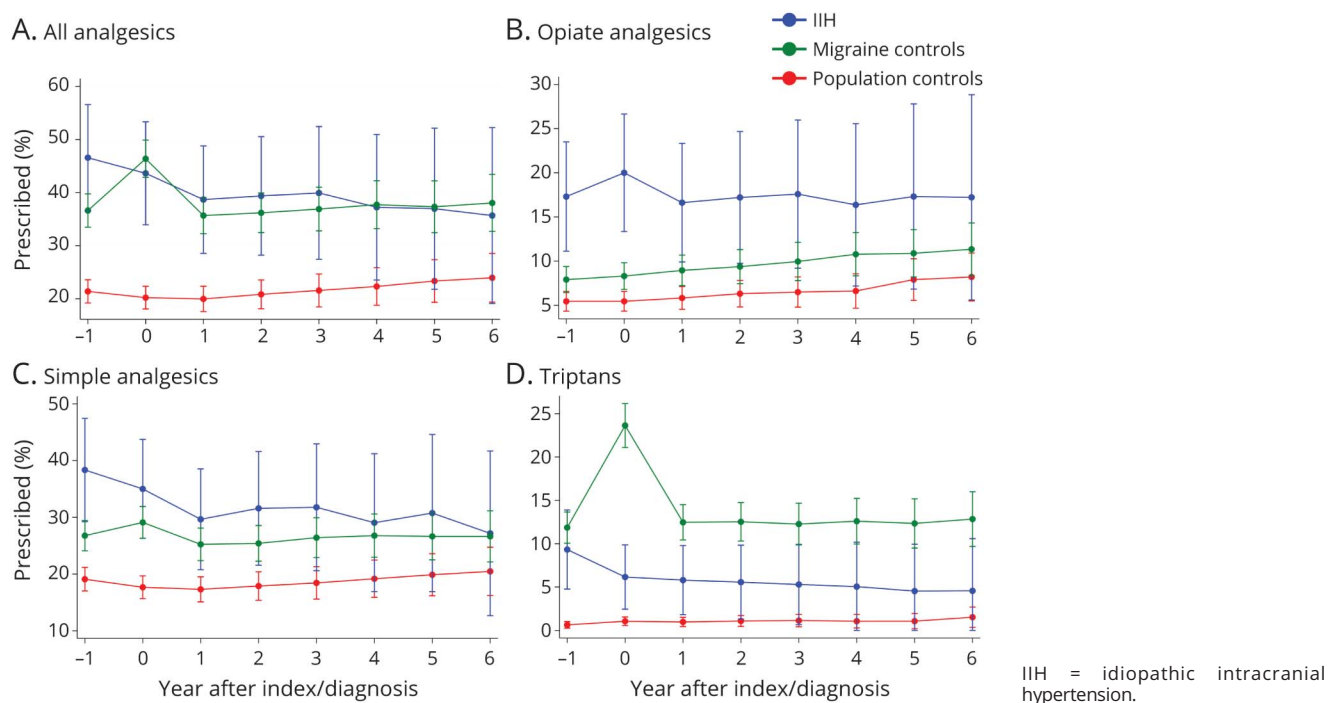 A. All analgesics
B. Opiate analgesics
IIH
Migraine controls
Population controls
Prescribed (%)
60
50
40
30
20
–1 0 1 2 3 4 5 6
30
25
20
15
10
5
–1 0 1 2 3 4 5 6
C. Simple analgesics
D. Triptans
Prescribed (%)
50
40
30
20
10
–1 0 1 2 3 4 5 6
Year after index/diagnosis
25
20
15
10
5
0
–1 0 1 2 3 4 5 6
Year after index/diagnosis
IIH = idiopathic intracranial
hypertension.